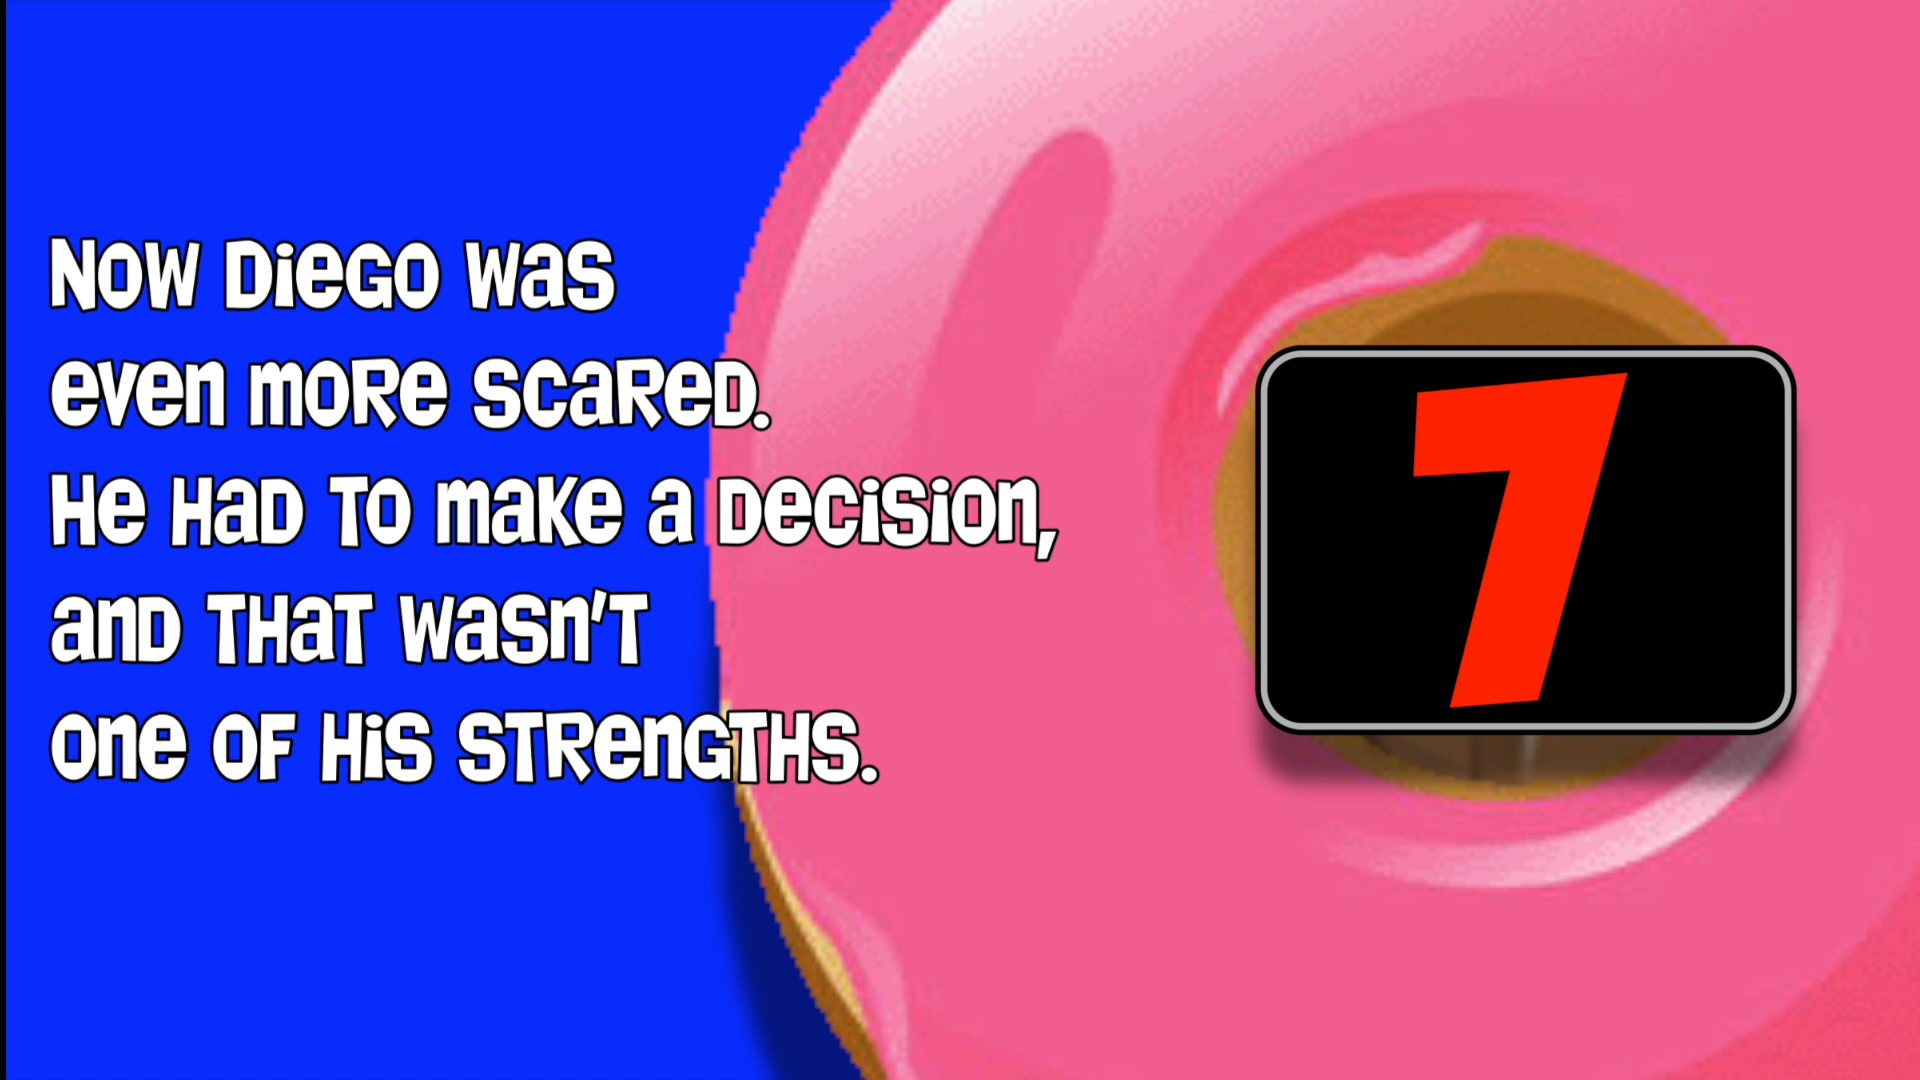 Now Diego was
even more scared.
He had to make a decision,
and that wasn't
one of his strengths.
7